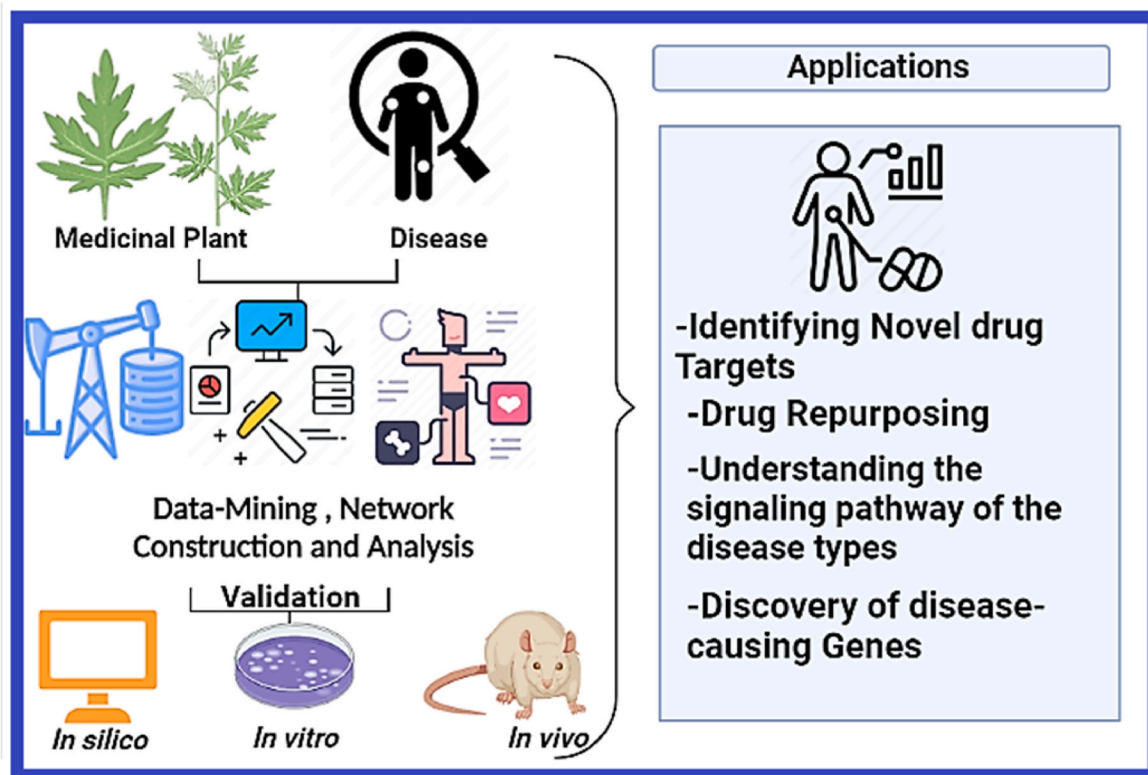 Medicinal Plant
Disease
Data-Mining , Network
Construction and Analysis
Validation
In silico
In vitro
In vivo
Applications
-Identifying Novel drug
Targets
-Drug Repurposing
-Understanding the
signaling pathway of the
disease types
-Discovery of disease-
causing Genes